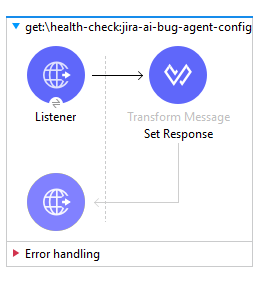 get:\health-check:jira-ai-bug-agent-config
Listener
Transform Message
Set Response
Error handling